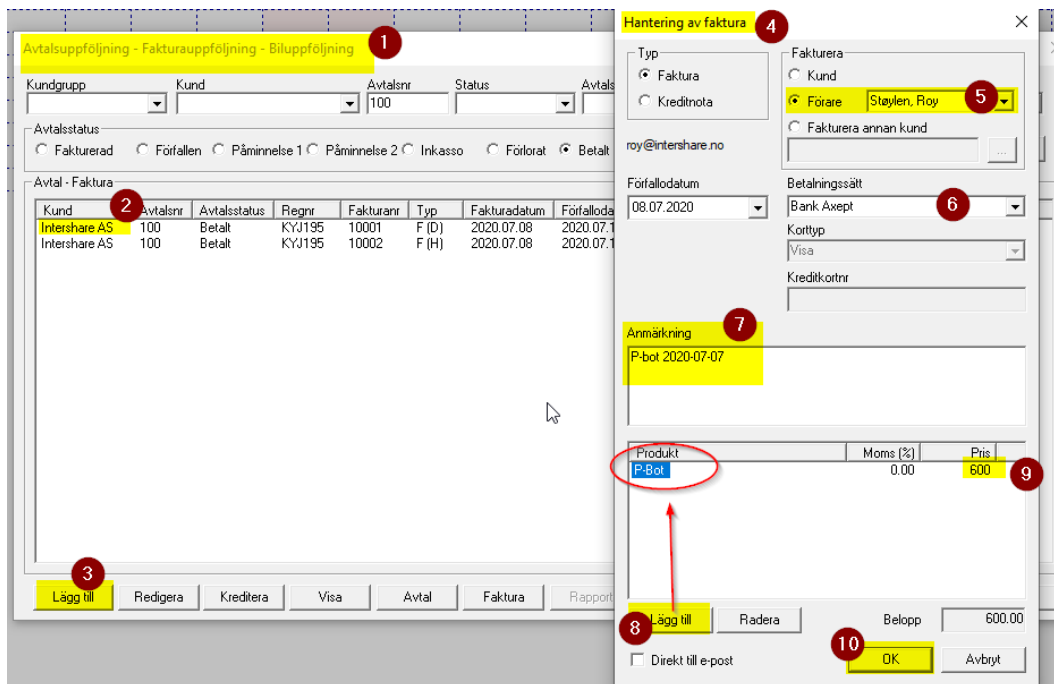 Avtalsuppföljning - Fakturauppföljning - Biluppföljning 1
Kundgrupp Kund Avtalsnr Status Avtals
100
Avtalsstatus
Fakturerad Förfallen Påminnelse 1 Påminnelse 2 Inkasso Förlorat Betalt
Avtal - Faktura
Kund 2 Avtalsnr Avtalsstatus Regnr Fakturanr Typ Fakturadatum Förfalloda
Intershare AS 100 Betalt KYJ195 10001 F (D) 2020.07.08 2020.07.1
Intershare AS 100 Betalt KYJ195 10002 F (H) 2020.07.08 2020.07.1
3
Lägg till Redigera Kreditera Visa Avtal Faktura Rapport
Hantering av faktura 4
Typ
Faktura
Kreditnota
Fakturera
Kund
Förare Støylen, Roy 5
Fakturera annan kund
...
roy@intershare.no
Förfallodatum
08.07.2020
Betalningssätt
Bank Axept 6
Korttyp
Visa
Kreditkortnr
7
Anmärkning
P-bot 2020-07-07
Produkt Moms (%) Pris
P-Bot 0.00 600 9
8 Lägg till Radera Belopp 600.00
10
Direkt till e-post OK Avbryt